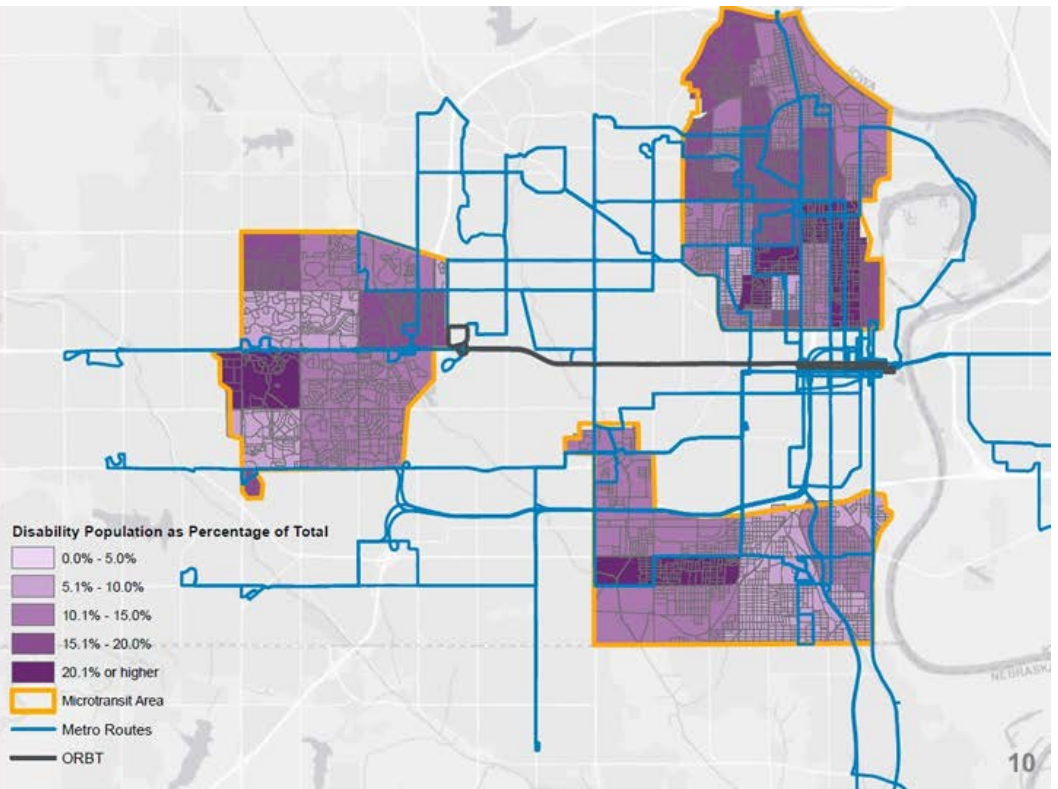 IOWA
Disability Population as Percentage of Total
0.0% - 5.0%
5.1% - 10.0%
10.1% - 15.0%
15.1% - 20.0%
20.1% or higher
Microtransit Area
Metro Routes
ORBT
NEBRASKA
10